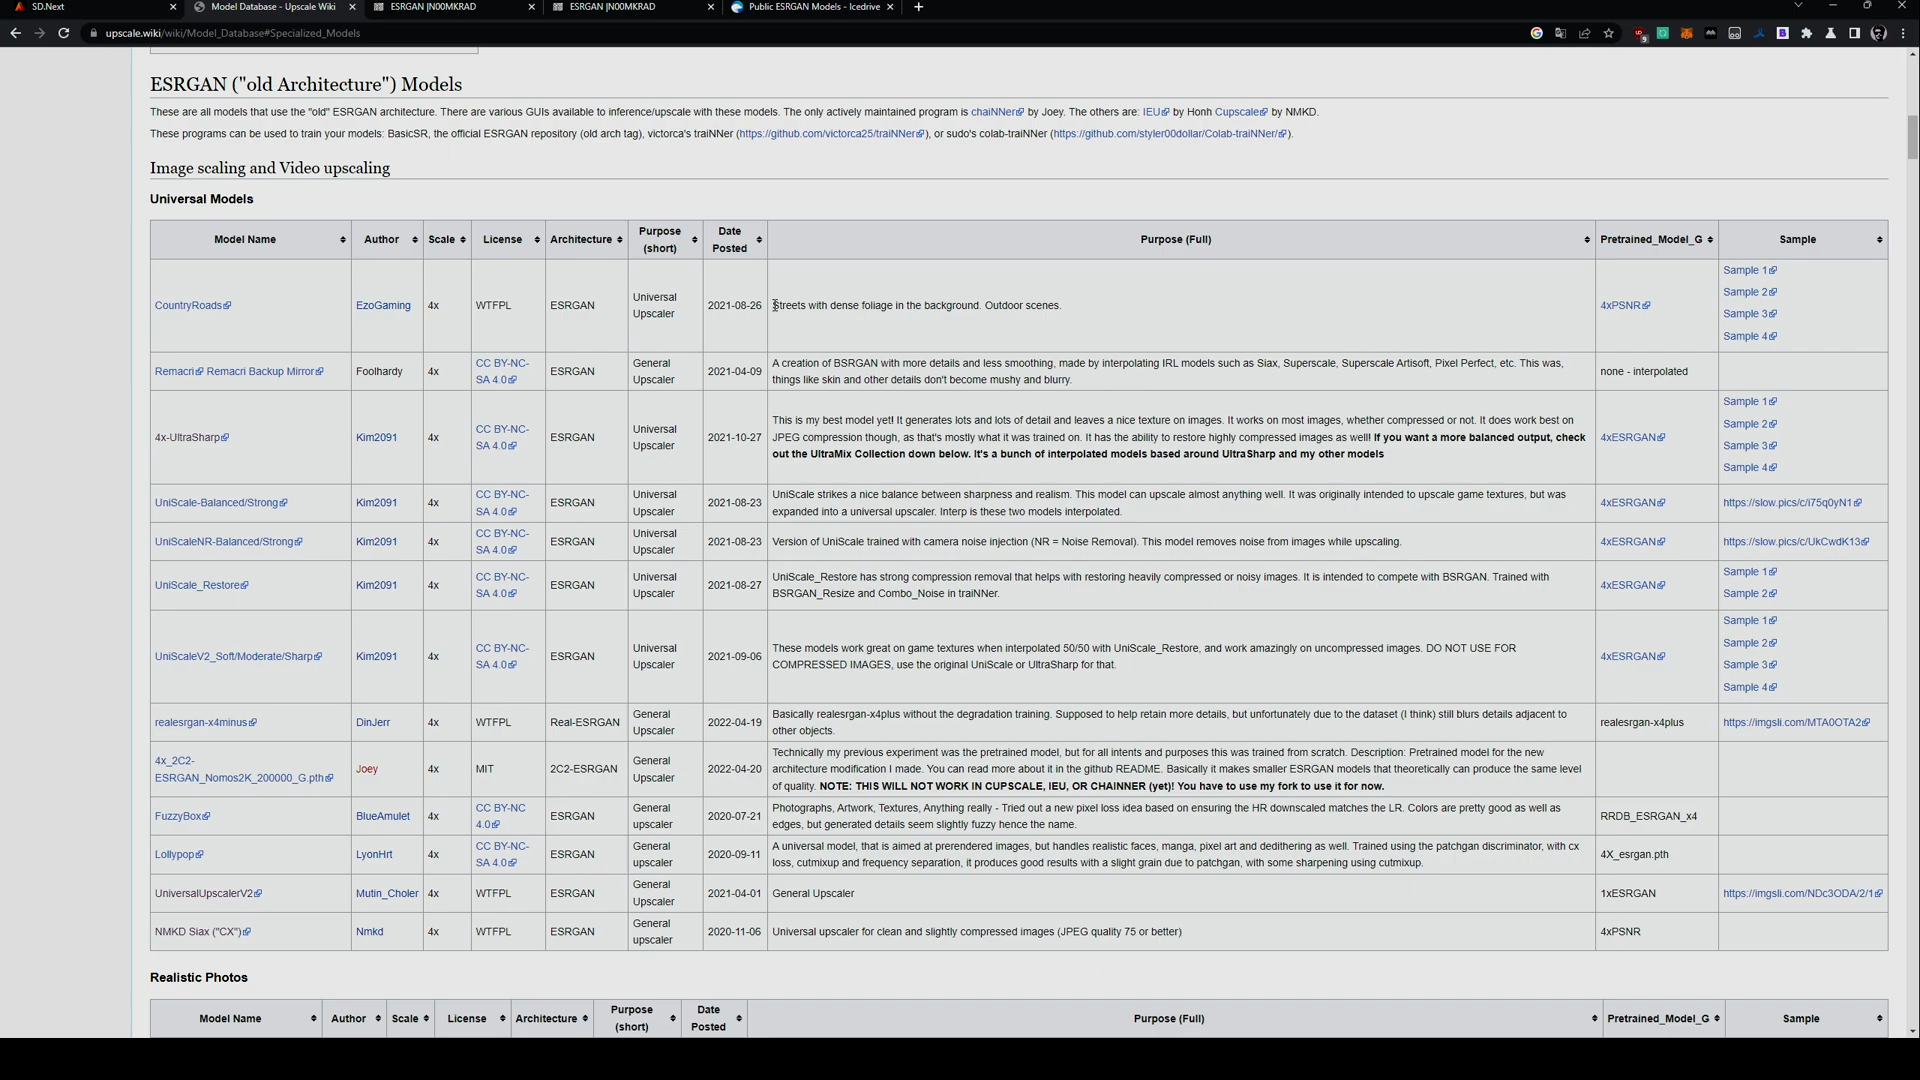 SD.Next
Model Database - Upscale Wiki
ESRGAN |N00MKRAD
ESRGAN |N00MKRAD
Public ESRGAN Models - Icedrive
upscale.wiki/wiki/Model_Database#Specialized_Models
9
ESRGAN ("old Architecture") Models
These are all models that use the "old" ESRGAN architecture. There are various GUIs available to inference/upscale with these models. The only actively maintained program is chaiNNer by Joey. The others are: IEU by Honh Cupscale by NMKD.
These programs can be used to train your models: BasicSR, the official ESRGAN repository (old arch tag), victorca's traiNNer (https://github.com/victorca25/traiNNer), or sudo's colab-traiNNer (https://github.com/styler00dollar/Colab-traiNNer/).
Image scaling and Video upscaling
Universal Models
Model Name Author Scale License Architecture Purpose (short) Date Posted Purpose (Full) Pretrained_Model_G Sample
CountryRoads EzoGaming 4x WTFPL ESRGAN Universal Upscaler 2021-08-26 Streets with dense foliage in the background. Outdoor scenes. 4xPSNR
Sample 1
Sample 2
Sample 3
Sample 4
Remacri Remacri Backup Mirror Foolhardy 4x CC BY-NC-SA 4.0 ESRGAN General Upscaler 2021-04-09 A creation of BSRGAN with more details and less smoothing, made by interpolating IRL models such as Siax, Superscale, Superscale Artisoft, Pixel Perfect, etc. This was,
things like skin and other details don't become mushy and blurry. none - interpolated
4x-UltraSharp Kim2091 4x CC BY-NC-SA 4.0 ESRGAN Universal Upscaler 2021-10-27 This is my best model yet! It generates lots and lots of detail and leaves a nice texture on images. It works on most images, whether compressed or not. It does work best on
JPEG compression though, as that's mostly what it was trained on. It has the ability to restore highly compressed images as well! If you want a more balanced output, check
out the UltraMix Collection down below. It's a bunch of interpolated models based around UltraSharp and my other models 4xESRGAN
Sample 1
Sample 2
Sample 3
Sample 4
UniScale-Balanced/Strong Kim2091 4x CC BY-NC-SA 4.0 ESRGAN Universal Upscaler 2021-08-23 UniScale strikes a nice balance between sharpness and realism. This model can upscale almost anything well. It was originally intended to upscale game textures, but was
expanded into a universal upscaler. Interp is these two models interpolated. 4xESRGAN https://slow.pics/c/i75q0yN1
UniScaleNR-Balanced/Strong Kim2091 4x CC BY-NC-SA 4.0 ESRGAN Universal Upscaler 2021-08-23 Version of UniScale trained with camera noise injection (NR = Noise Removal). This model removes noise from images while upscaling. 4xESRGAN https://slow.pics/c/UkCwdK13
UniScale_Restore Kim2091 4x CC BY-NC-SA 4.0 ESRGAN Universal Upscaler 2021-08-27 UniScale_Restore has strong compression removal that helps with restoring heavily compressed or noisy images. It is intended to compete with BSRGAN. Trained with
BSRGAN_Resize and Combo_Noise in traiNNer. 4xESRGAN
Sample 1
Sample 2
UniScaleV2_Soft/Moderate/Sharp Kim2091 4x CC BY-NC-SA 4.0 ESRGAN Universal Upscaler 2021-09-06 These models work great on game textures when interpolated 50/50 with UniScale_Restore, and work amazingly on uncompressed images. DO NOT USE FOR
COMPRESSED IMAGES, use the original UniScale or UltraSharp for that. 4xESRGAN
Sample 1
Sample 2
Sample 3
Sample 4
realesrgan-x4minus DinJerr 4x WTFPL Real-ESRGAN General Upscaler 2022-04-19 Basically realesrgan-x4plus without the degradation training. Supposed to help retain more details, but unfortunately due to the dataset (I think) still blurs details adjacent to
other objects. realesrgan-x4plus https://imgsli.com/MTA0OTA2
4x_2C2-ESRGAN_Nomos2K_200000_G.pth Joey 4x MIT 2C2-ESRGAN General Upscaler 2022-04-20 Technically my previous experiment was the pretrained model, but for all intents and purposes this was trained from scratch. Description: Pretrained model for the new
architecture modification I made. You can read more about it in the github README. Basically it makes smaller ESRGAN models that theoretically can produce the same level
of quality. NOTE: THIS WILL NOT WORK IN CUPSCALE, IEU, OR CHAINNER (yet)! You have to use my fork to use it for now.
FuzzyBox BlueAmulet 4x CC BY-NC 4.0 ESRGAN General upscaler 2020-07-21 Photographs, Artwork, Textures, Anything really - Tried out a new pixel loss idea based on ensuring the HR downscaled matches the LR. Colors are pretty good as well as
edges, but generated details seem slightly fuzzy hence the name. RRDB_ESRGAN_x4
Lollypop LyonHrt 4x CC BY-NC-SA 4.0 ESRGAN General upscaler 2020-09-11 A universal model, that is aimed at prerendered images, but handles realistic faces, manga, pixel art and dedithering as well. Trained using the patchgan discriminator, with cx
loss, cutmixup and frequency separation, it produces good results with a slight grain due to patchgan, with some sharpening using cutmixup. 4X_esrgan.pth
UniversalUpscalerV2 Mutin_Choler 4x WTFPL ESRGAN General Upscaler 2021-04-01 General Upscaler 1xESRGAN https://imgsli.com/NDc3ODA/2/1
NMKD Siax ("CX") Nmkd 4x WTFPL ESRGAN General upscaler 2020-11-06 Universal upscaler for clean and slightly compressed images (JPEG quality 75 or better) 4xPSNR
Realistic Photos
Model Name Author Scale License Architecture Purpose (short) Date Posted Purpose (Full) Pretrained_Model_G Sample